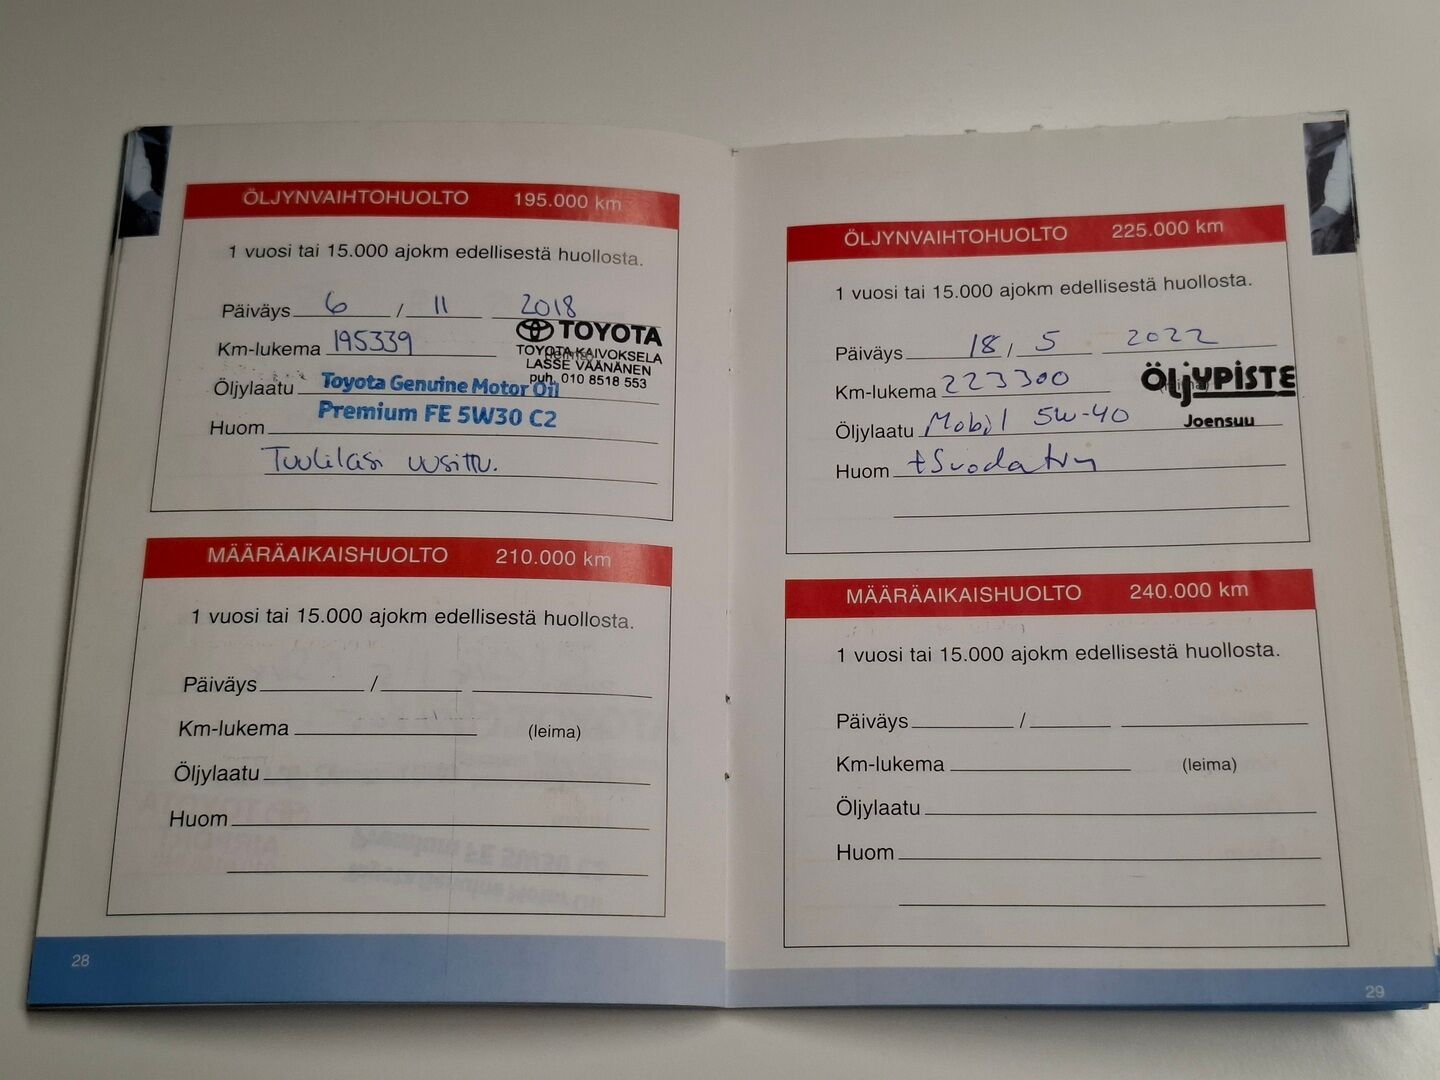 ÖLJYNVAIHTOHUOLTO 195.000 km
1 vuosi tai 15.000 ajokm edellisestä huollosta.
Päiväys 6 / 11 2018
TOYOTA
Km-lukema 195339
TOYOTA KAIVOKSELA
LASSE VÄÄNÄNEN
puh. 010 8518 553
Öljylaatu Toyota Genuine Motor Oil
Premium FE 5W30 C2
Huom
Tuulilasi uusittu.
MÄÄRÄAIKAISHUOLTO 210.000 km
1 vuosi tai 15.000 ajokm edellisestä huollosta.
Päiväys /
Km-lukema (leima)
Öljylaatu
Huom
28
ÖLJYNVAIHTOHUOLTO 225.000 km
1 vuosi tai 15.000 ajokm edellisestä huollosta.
Päiväys 18 / 5 2022
Km-lukema 223300
ÖljYPISTE
Joensuu
Öljylaatu Mobil 5W-40
Huom +Suodatin
MÄÄRÄAIKAISHUOLTO 240.000 km
1 vuosi tai 15.000 ajokm edellisestä huollosta.
Päiväys /
Km-lukema (leima)
Öljylaatu
Huom
29